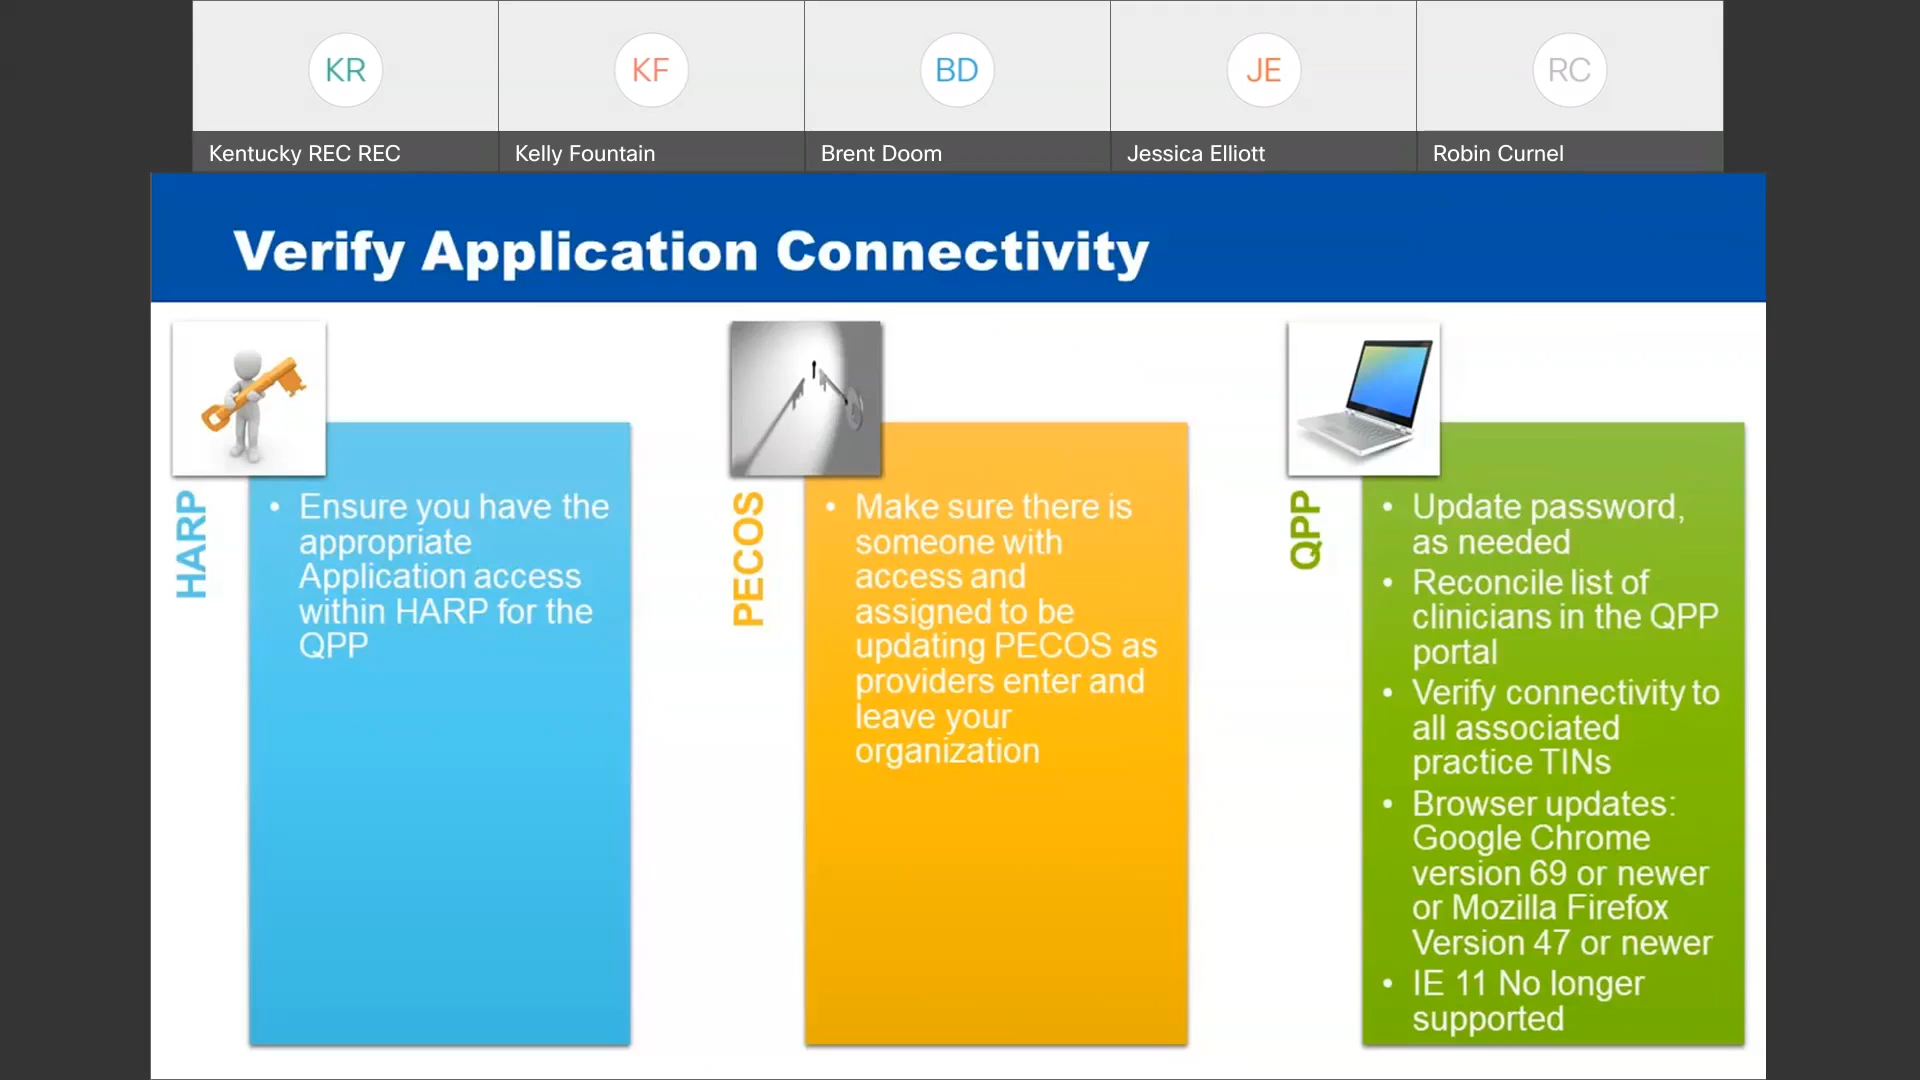 KR
KF
BD
JE
RC
Kentucky REC REC
Kelly Fountain
Brent Doom
Jessica Elliott
Robin Curnel
Verify Application Connectivity
HARP
• Ensure you have the
appropriate
Application access
within HARP for the
QPP
PECOS
• Make sure there is
someone with
access and
assigned to be
updating PECOS as
providers enter and
leave your
organization
QPP
• Update password,
as needed
• Reconcile list of
clinicians in the QPP
portal
• Verify connectivity to
all associated
practice TINs
• Browser updates:
Google Chrome
version 69 or newer
or Mozilla Firefox
Version 47 or newer
• IE 11 No longer
supported